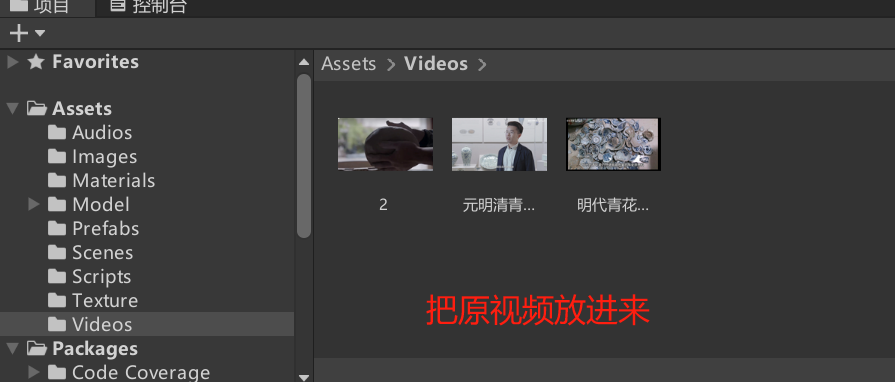 项目
控制台
Favorites
Assets
Audios
Images
Materials
Model
Prefabs
Scenes
Scripts
Texture
Videos
Packages
Code Coverage
Assets > Videos >
2
元明清青...
明代青花...
把原视频放进来